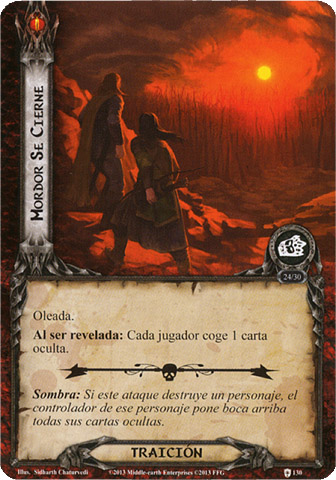 Mordor Se Cierne
24/30
Oleada.
Al ser revelada: Cada jugador coge 1 carta
oculta.
Sombra: Si este ataque destruye un personaje, el
controlador de ese personaje pone boca arriba
todas sus cartas ocultas.
TRAICIÓN
Illus. Sidharth Chaturvedi ©2013 Middle-earth Enterprises ©2013 FFG 130